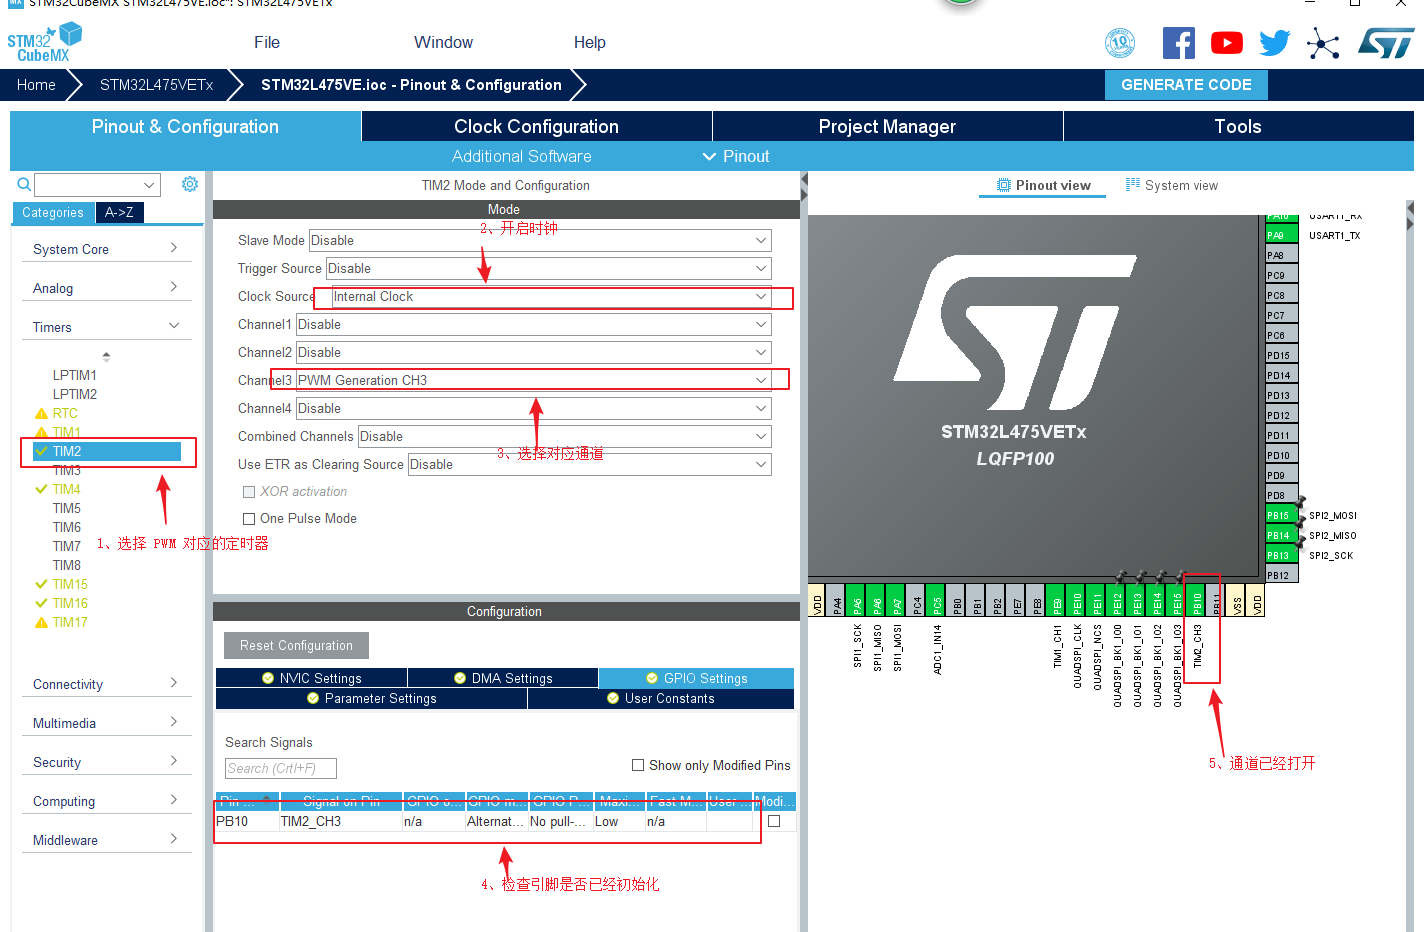 STM32CubeMX STM32L475VE.ioc*: STM32L475VETx
STM32
CubeMX
File
Window
Help
10
Home
STM32L475VETx
STM32L475VE.ioc - Pinout & Configuration
GENERATE CODE
Pinout & Configuration
Clock Configuration
Project Manager
Tools
Additional Software
Pinout
Categories
A->Z
System Core
Analog
Timers
LPTIM1
LPTIM2
RTC
TIM1
TIM2
TIM3
TIM4
TIM5
TIM6
TIM7
TIM8
TIM15
TIM16
TIM17
Connectivity
Multimedia
Security
Computing
Middleware
1、选择 PWM 对应的定时器
TIM2 Mode and Configuration
Mode
2、开启时钟
Slave Mode Disable
Trigger Source Disable
Clock Source Internal Clock
Channel1 Disable
Channel2 Disable
Channel3 PWM Generation CH3
Channel4 Disable
Combined Channels Disable
3、选择对应通道
Use ETR as Clearing Source Disable
XOR activation
One Pulse Mode
Configuration
Reset Configuration
NVIC Settings
DMA Settings
GPIO Settings
Parameter Settings
User Constants
Search Signals
Search (Crtl+F)
Show only Modified Pins
Pin ... Signal on Pin GPIO o... GPIO m... GPIO P... Maxi... Fast M... User ... Modi...
PB10 TIM2_CH3 n/a Alternat... No pull-... Low n/a
4、检查引脚是否已经初始化
Pinout view
System view
PA10 USART1_RX
PA9 USART1_TX
PA8
PC9
PC8
PC7
PC6
PD15
PD14
PD13
PD12
PD11
PD10
PD9
PD8
PB15 SPI2_MOSI
PB14 SPI2_MISO
PB13 SPI2_SCK
PB12
ST
STM32L475VETx
LQFP100
VDD
PA4
PA5
PA6
PA7
PC4
PC5
PB0
PB1
PB2
PE7
PE8
PE9
PE10
PE11
PE12
PE13
PE14
PE15
PB10
PB11
VSS
VDD
SPI1_SCK
SPI1_MISO
SPI1_MOSI
ADC1_IN14
TIM1_CH1
QUADSPI_CLK
QUADSPI_NCS
QUADSPI_BK1_IO0
QUADSPI_BK1_IO1
QUADSPI_BK1_IO2
QUADSPI_BK1_IO3
TIM2_CH3
5、通道已经打开